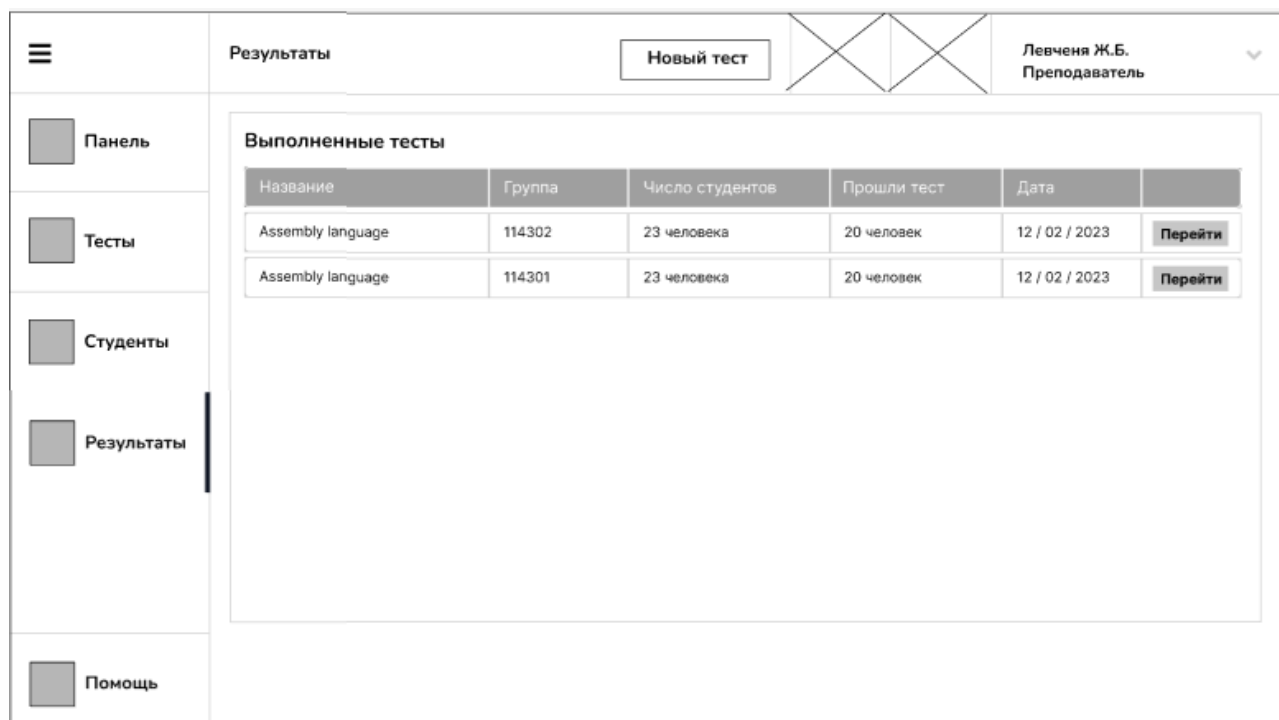 Результаты
Новый тест
Левченя Ж.Б.
Преподаватель
Панель
Тесты
Студенты
Результаты
Помощь
Выполненные тесты
Название Группа Число студентов Прошли тест Дата
Assembly language 114302 23 человека 20 человек 12 / 02 / 2023 Перейти
Assembly language 114301 23 человека 20 человек 12 / 02 / 2023 Перейти